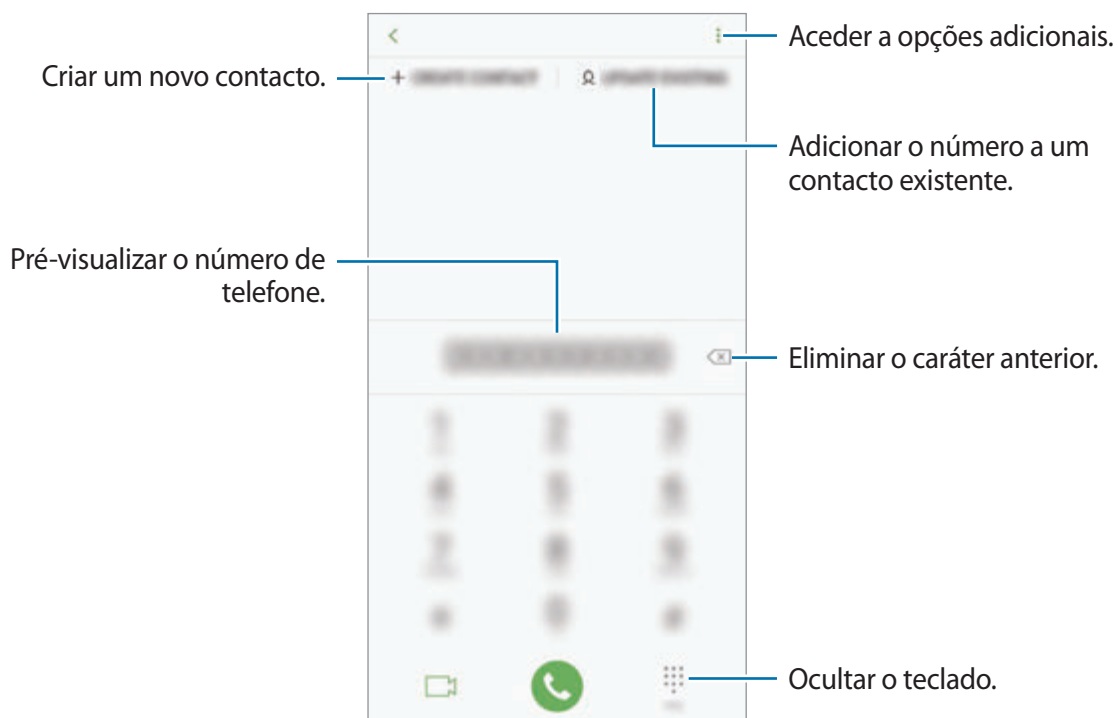 Aceder a opções adicionais.
Criar um novo contacto.
Adicionar o número a um
contacto existente.
Pré-visualizar o número de
telefone.
Eliminar o caráter anterior.
Ocultar o teclado.